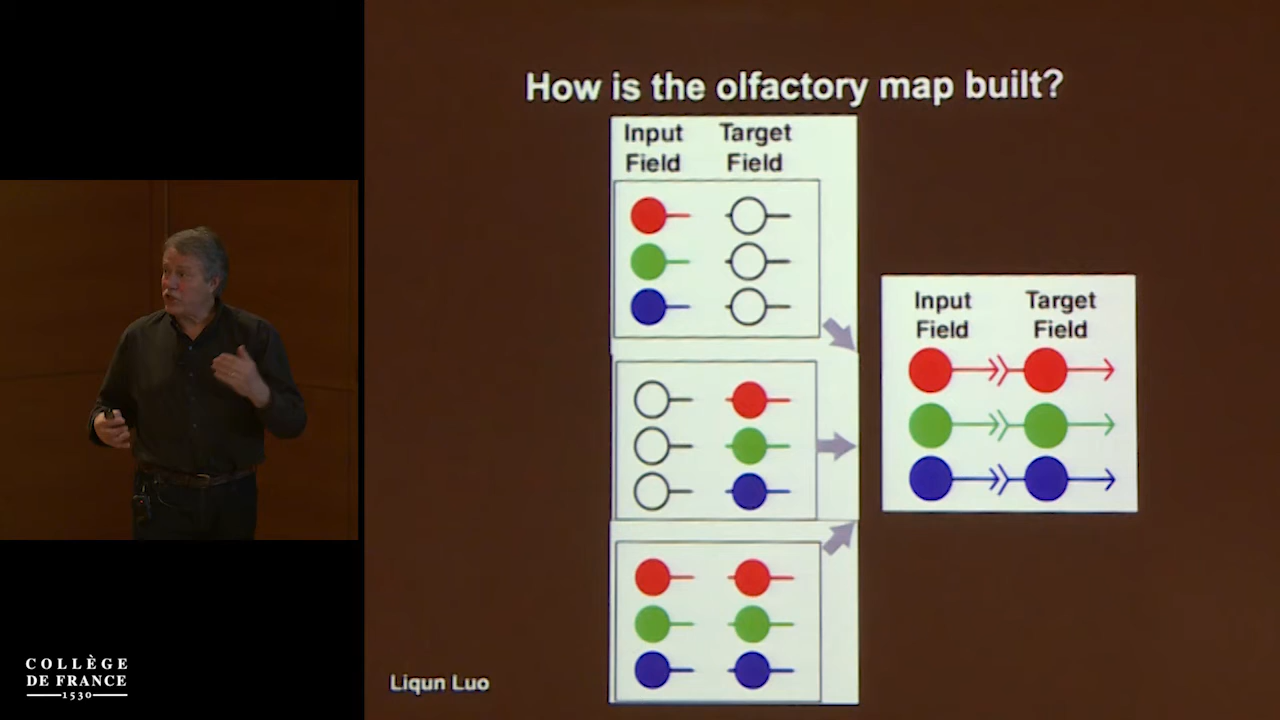 How is the olfactory map built?
Input Target
Field Field
Input Target
Field Field
Liqun Luo
COLLÈGE
DE FRANCE
1530